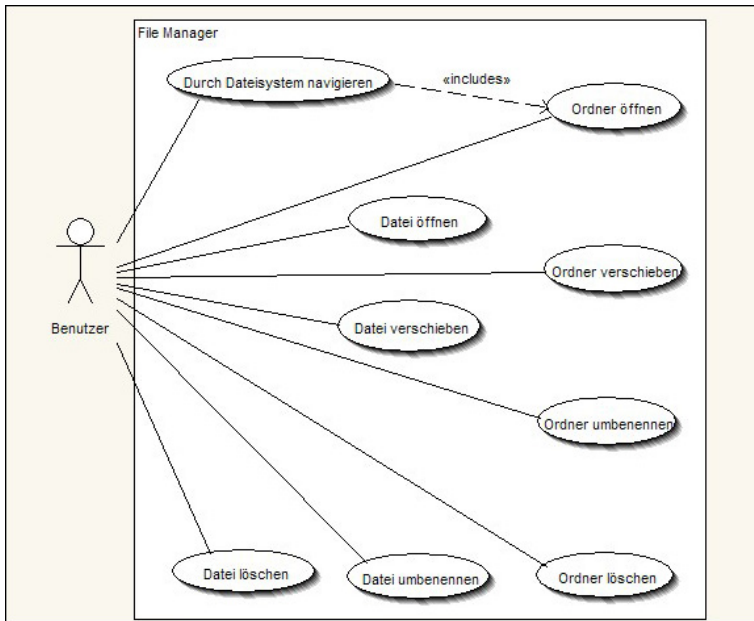 File Manager
«includes»
Durch Dateisystem navigieren
Ordner öffnen
Datei öffnen
Ordner verschieben
Benutzer
Datei verschieben
Ordner umbenennen
Datei löschen
Datei umbenennen
Ordner löschen